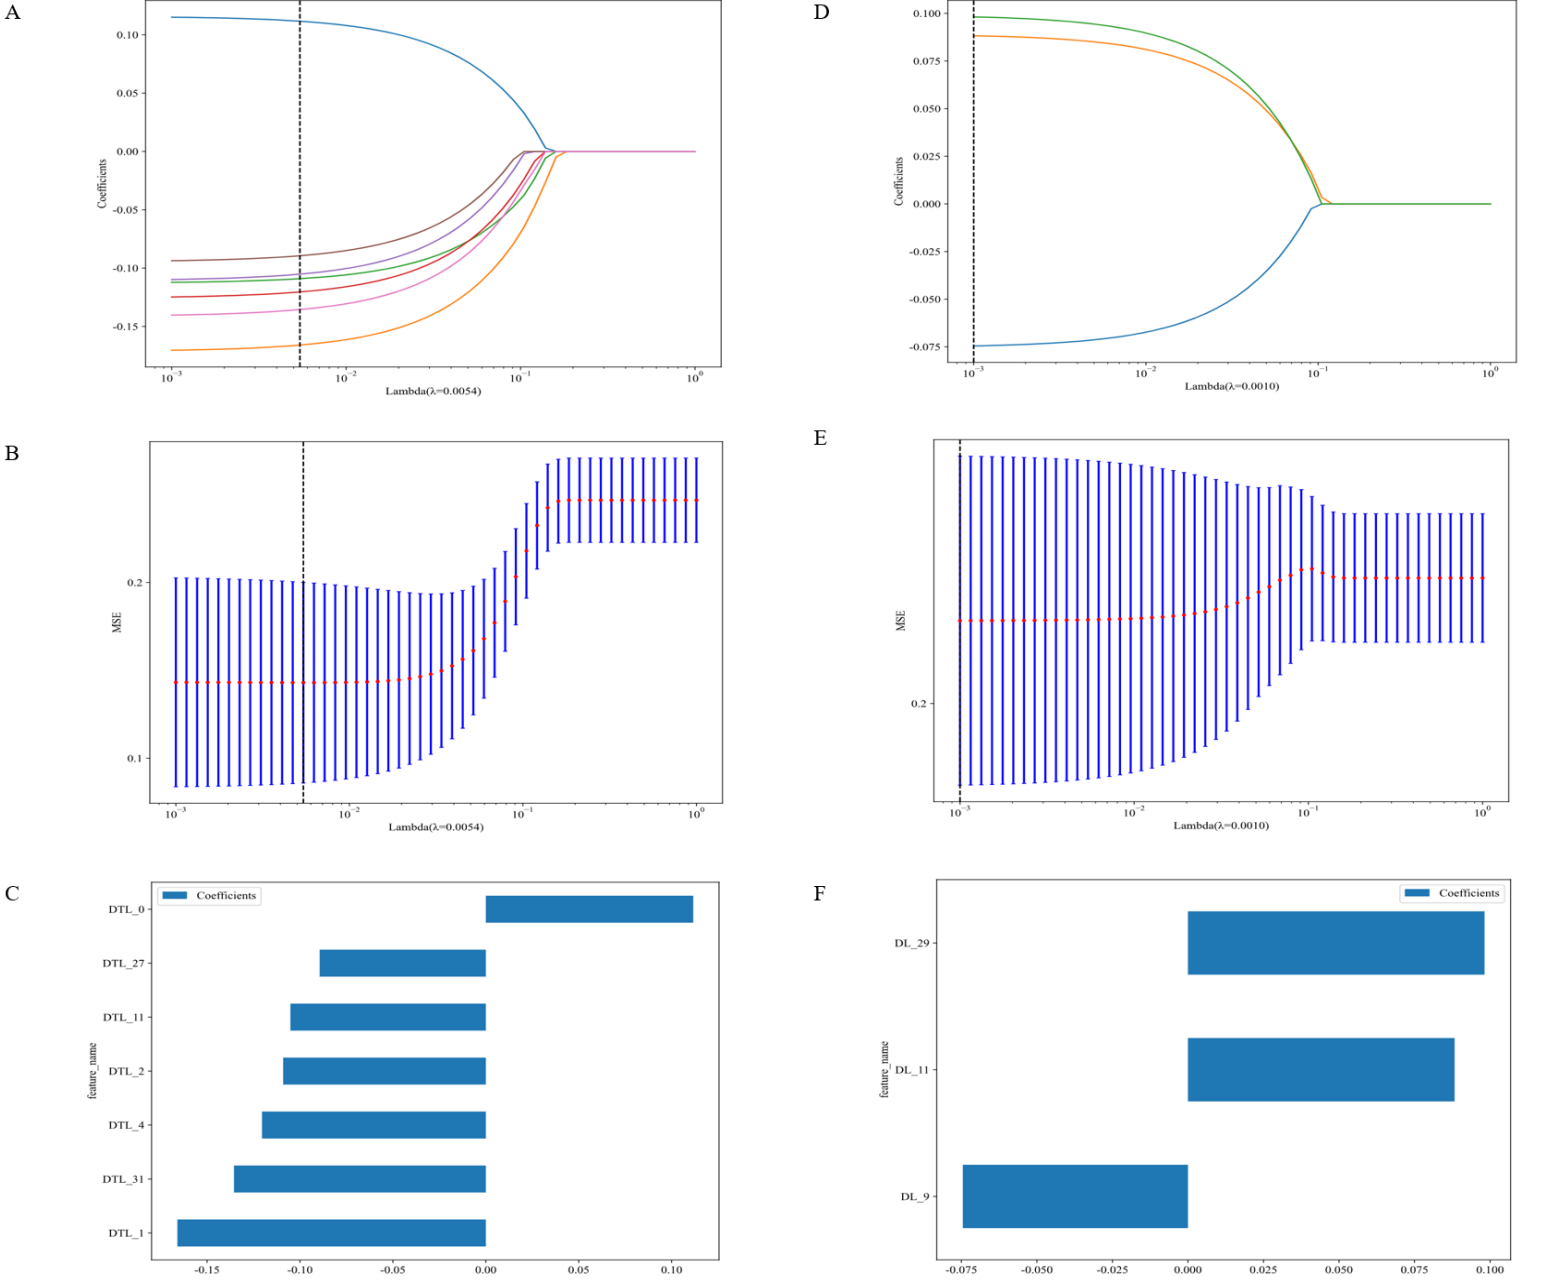 A
0.10
0.05
0.00
-0.05
-0.10
-0.15
Coefficients
10⁻³
10⁻²
10⁻¹
10⁰
Lambda(λ=0.0054)
D
0.100
0.075
0.050
0.025
0.000
-0.025
-0.050
-0.075
Coefficients
10⁻³
10⁻²
10⁻¹
10⁰
Lambda(λ=0.0010)
B
0.2
0.1
MSE
10⁻³
10⁻²
10⁻¹
10⁰
Lambda(λ=0.0054)
E
0.2
MSE
10⁻³
10⁻²
10⁻¹
10⁰
Lambda(λ=0.0010)
C
Coefficients
DTL_0
DTL_27
DTL_11
DTL_2
DTL_4
DTL_31
DTL_1
feature_name
-0.15
-0.10
-0.05
0.00
0.05
0.10
F
Coefficients
DL_29
DL_11
DL_9
feature_name
-0.075
-0.050
-0.025
0.000
0.025
0.050
0.075
0.100